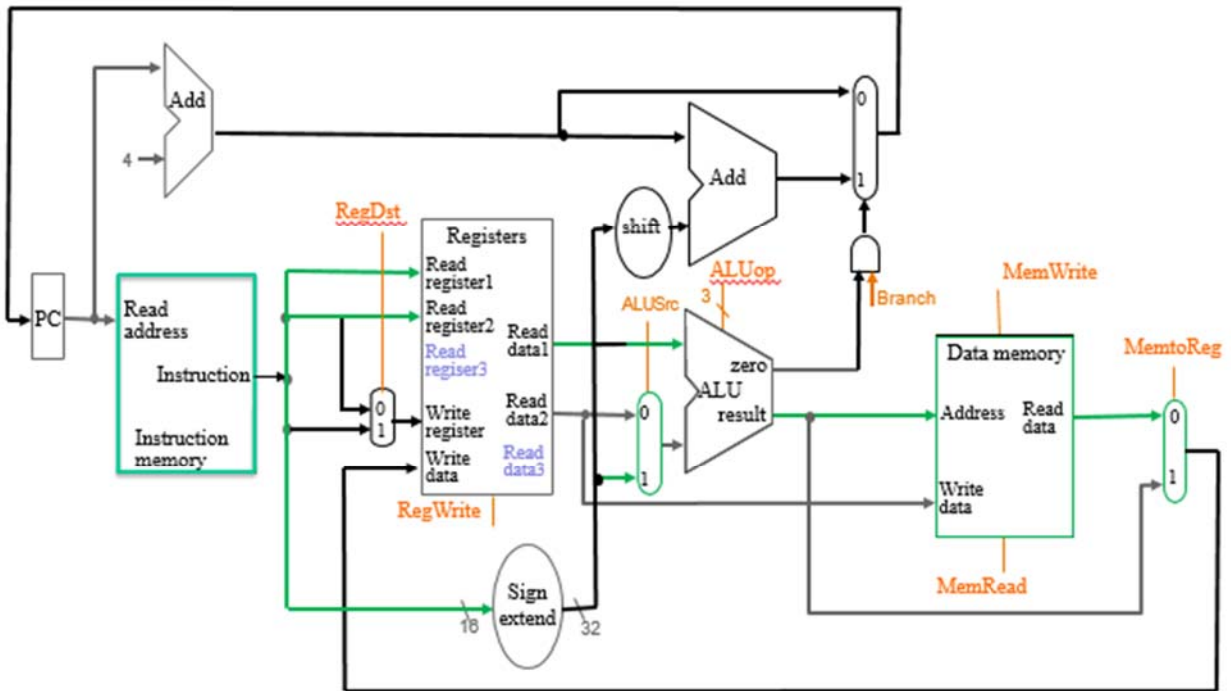 Add
0
4
Add
1
shift
RegDst
Registers
Read
register1
ALUop
MemWrite
3
ALUSrc
Branch
PC
Read
address
Read
register2
Read
data1
Data memory
MemtoReg
Read
regiser3
zero
Instruction
ALU
0
1
Write
register
Read
data2
0
result
Address
Read
data
0
Instruction
memory
Write
data
Read
data3
1
Write
data
1
RegWrite
MemRead
Sign
extend
16
32